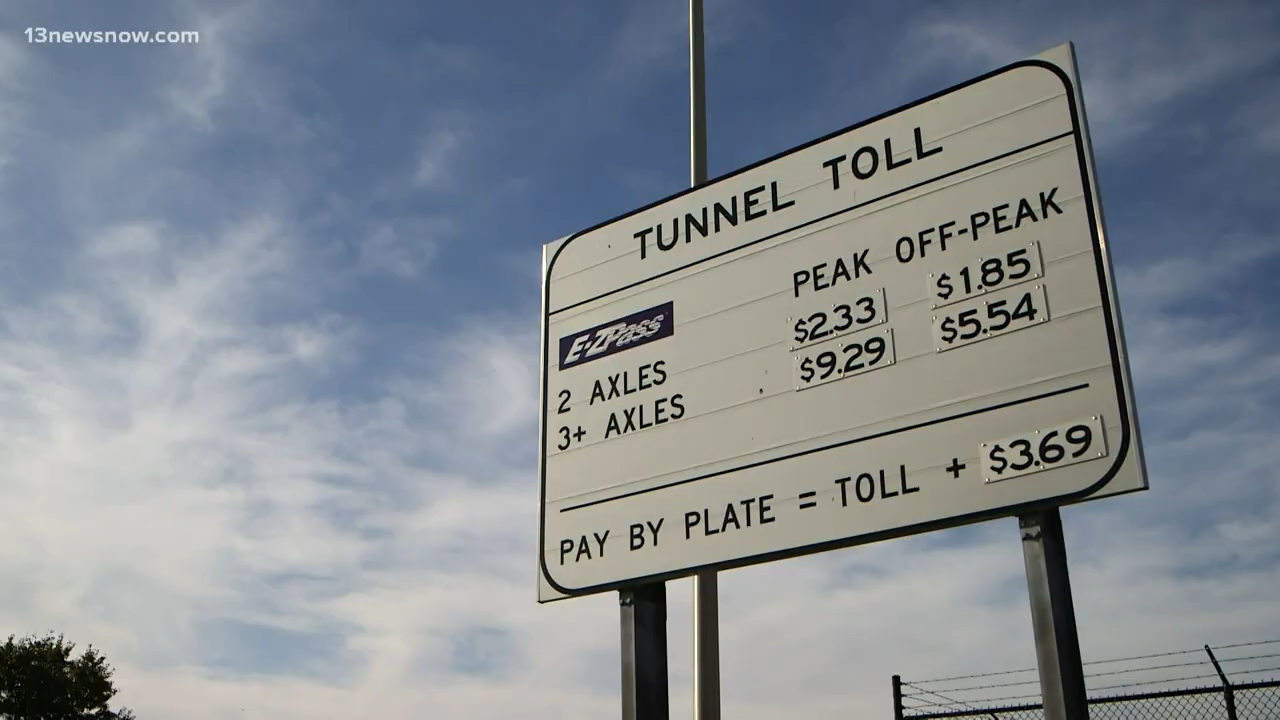 13newsnow.com
TUNNEL TOLL
PEAK OFF-PEAK
E-ZPass
2 AXLES $2.33 $1.85
3+ AXLES $9.29 $5.54
PAY BY PLATE = TOLL + $3.69